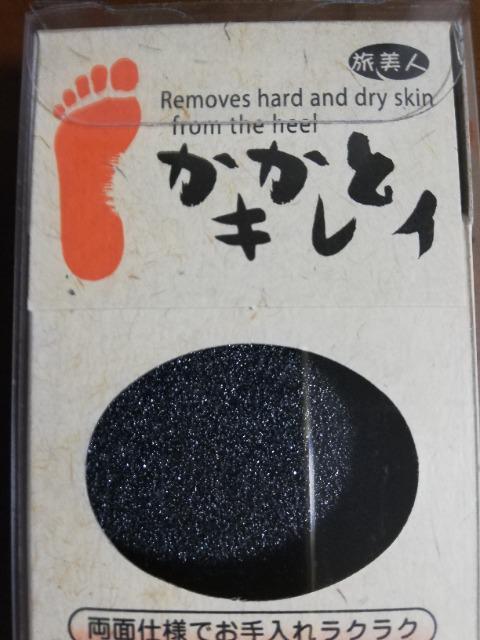 旅美人
Removes hard and dry skin
from the heel
かかと
キレイ
両面仕様でお手入れラクラク